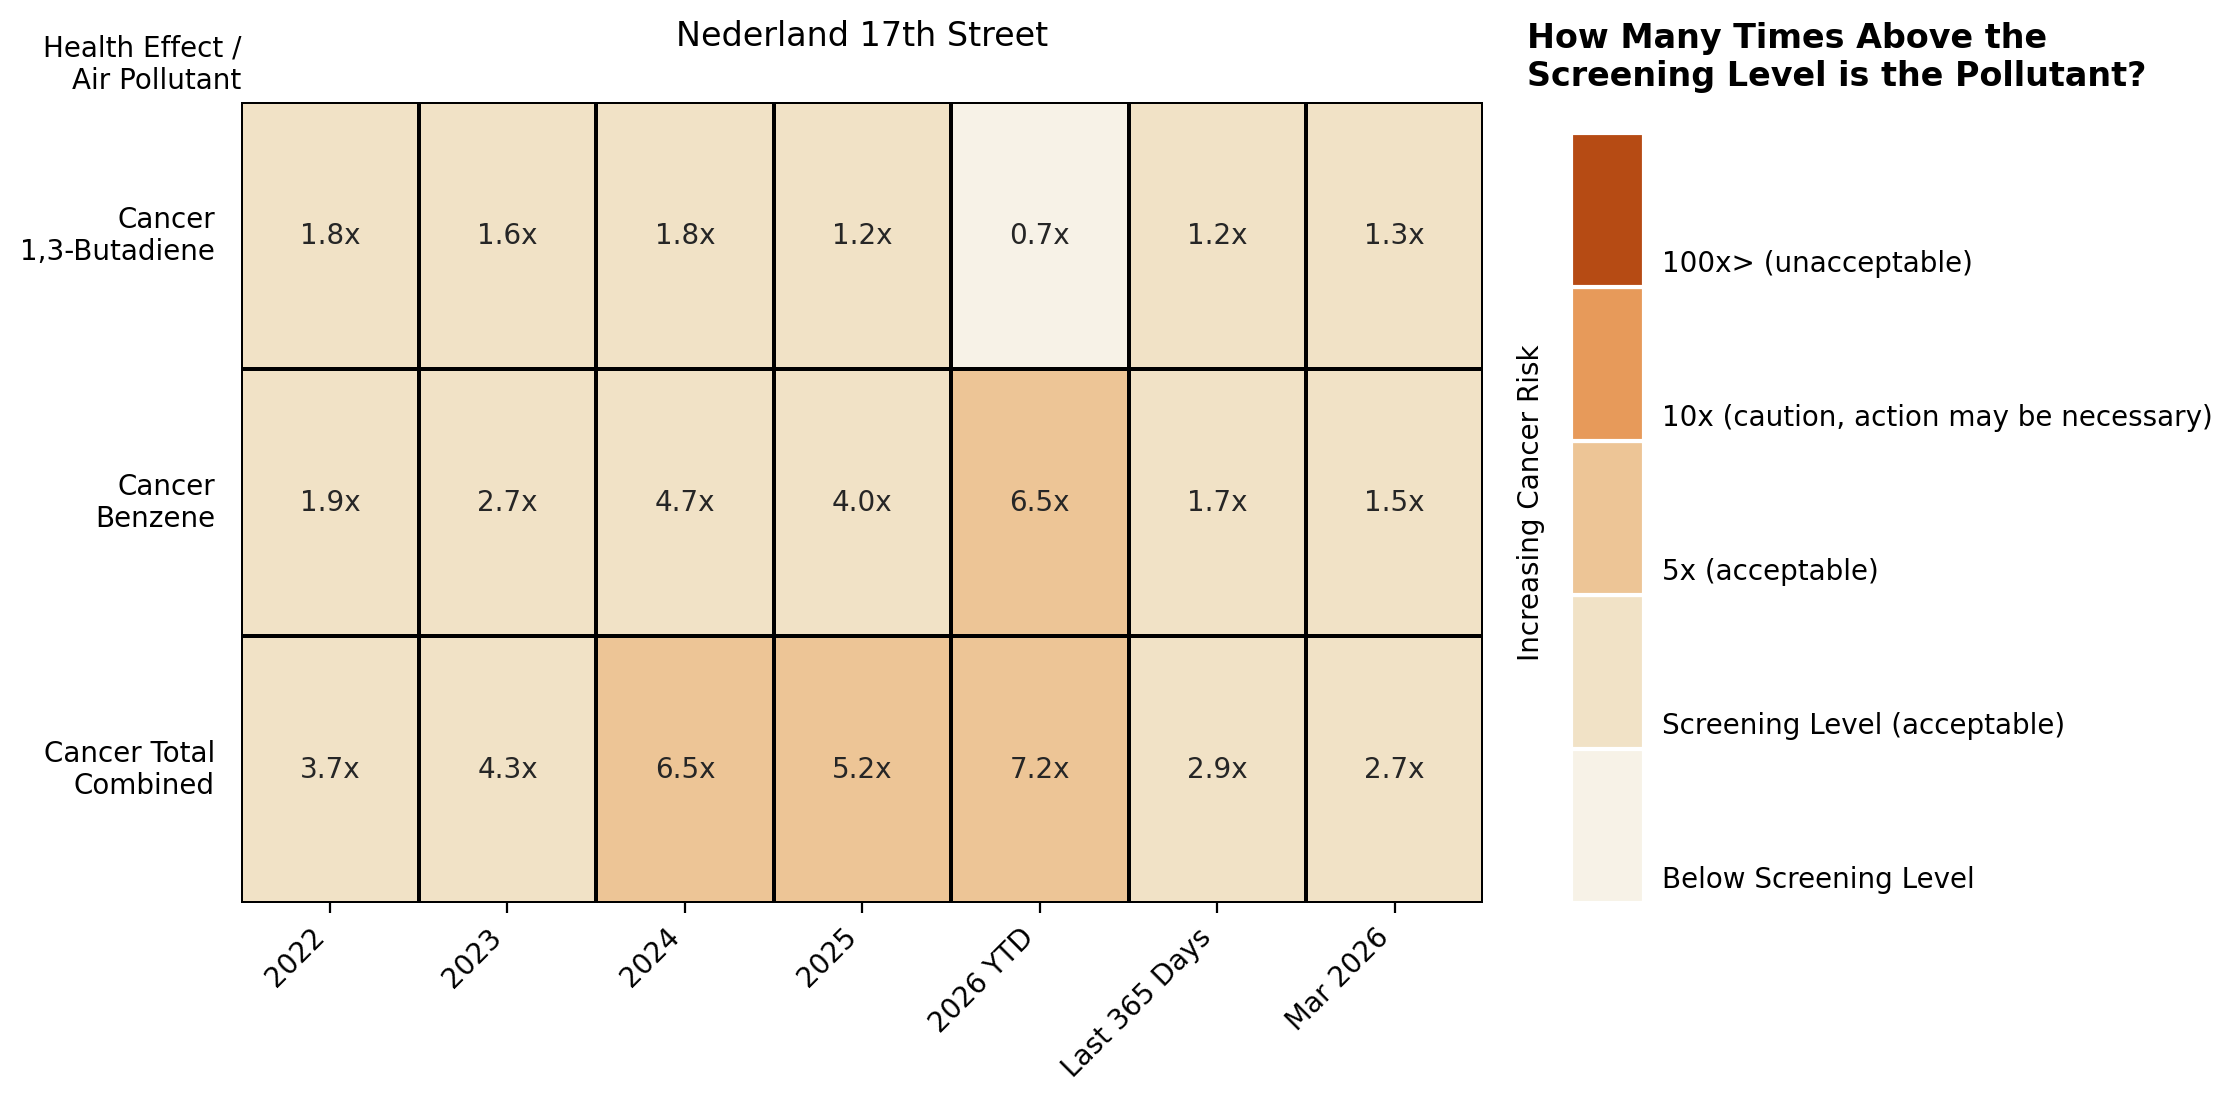 Nederland 17th Street
Health Effect /
Air Pollutant
How Many Times Above the
Screening Level is the Pollutant?
Cancer
1,3-Butadiene
1.8x 1.6x 1.8x 1.2x 0.7x 1.2x 1.3x
Cancer
Benzene
1.9x 2.7x 4.7x 4.0x 6.5x 1.7x 1.5x
Cancer Total
Combined
3.7x 4.3x 6.5x 5.2x 7.2x 2.9x 2.7x
2022 2023 2024 2025 2026 YTD Last 365 Days Mar 2026
Increasing Cancer Risk
100x> (unacceptable)
10x (caution, action may be necessary)
5x (acceptable)
Screening Level (acceptable)
Below Screening Level